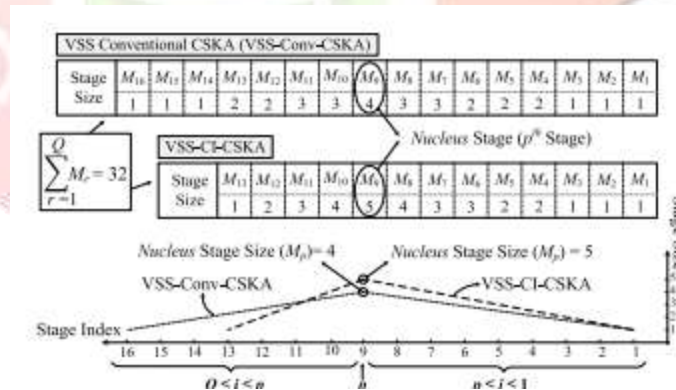 VSS Conventional CSKA (VSS-Conv-CSKA)
Stage Size M16 M15 M14 M13 M12 M11 M10 M9 M8 M7 M6 M5 M4 M3 M2 M1
1 1 1 2 2 3 3 4 3 3 2 2 2 1 1 1
Nucleus Stage (pth Stage)
VSS-CI-CSKA
Q
∑ Mr = 32
r=1
Stage Size M13 M12 M11 M10 M9 M8 M7 M6 M5 M4 M3 M2 M1
1 2 3 4 5 4 3 3 2 2 1 1 1
Nucleus Stage Size (Mp)= 4
Nucleus Stage Size (Mp) = 5
VSS-Conv-CSKA
VSS-CI-CSKA
Stage Index
16 15 14 13 12 11 10 9 8 7 6 5 4 3 2 1
Q ≤ i ≤ p
p
p ≤ i ≤ 1